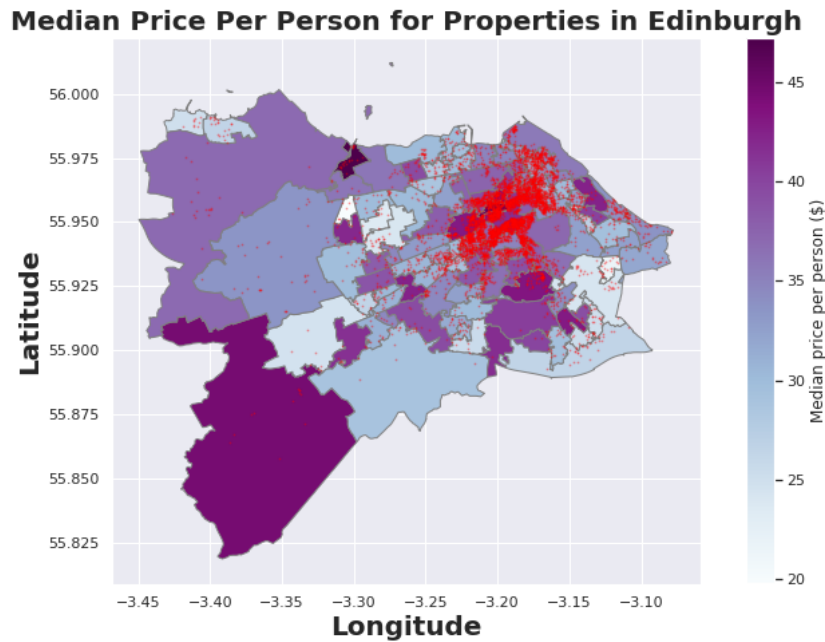 Median Price Per Person for Properties in Edinburgh
56.000
55.975
55.950
55.925
55.900
55.875
55.850
55.825
Latitude
−3.45 −3.40 −3.35 −3.30 −3.25 −3.20 −3.15 −3.10
Longitude
45
40
35
30
25
20
Median price per person ($)